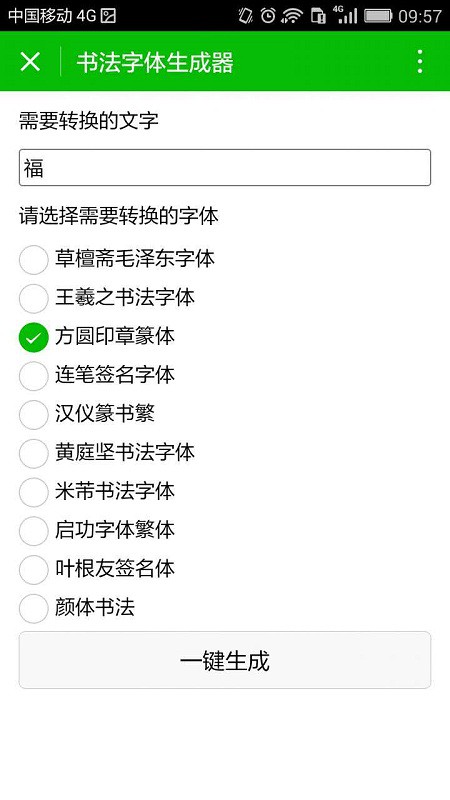 中国移动 4G 4G 09:57
书法字体生成器
需要转换的文字
福
请选择需要转换的字体
草檀斋毛泽东字体
王羲之书法字体
方圆印章篆体
连笔签名字体
汉仪篆书繁
黄庭坚书法字体
米芾书法字体
启功字体繁体
叶根友签名体
颜体书法
一键生成